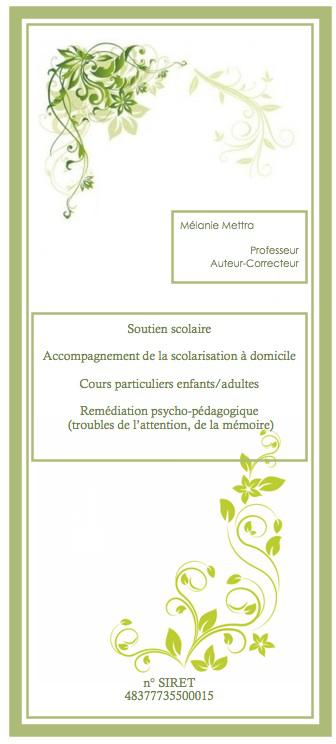 Mélanie Mettra
Professeur
Auteur-Correcteur
Soutien scolaire
Accompagnement de la scolarisation à domicile
Cours particuliers enfants/adultes
Remédiation psycho-pédagogique
(troubles de l'attention, de la mémoire)
n° SIRET
48377735500015